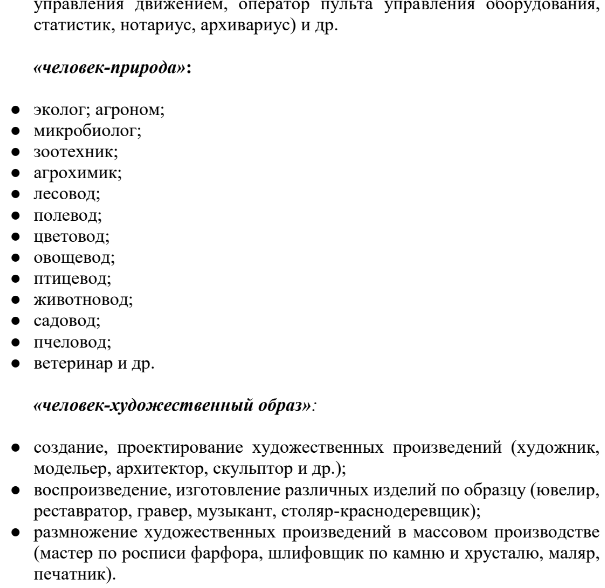 управления движением, оператор пульта управления оборудования,
статистик, нотариус, архивариус) и др.
«человек-природа»:
● эколог; агроном;
● микробиолог;
● зоотехник;
● агрохимик;
● лесовод;
● полевод;
● цветовод;
● овощевод;
● птицевод;
● животновод;
● садовод;
● пчеловод;
● ветеринар и др.
«человек-художественный образ»:
● создание, проектирование художественных произведений (художник,
модельер, архитектор, скульптор и др.);
● воспроизведение, изготовление различных изделий по образцу (ювелир,
реставратор, гравер, музыкант, столяр-краснодеревщик);
● размножение художественных произведений в массовом производстве
(мастер по росписи фарфора, шлифовщик по камню и хрусталю, маляр,
печатник).